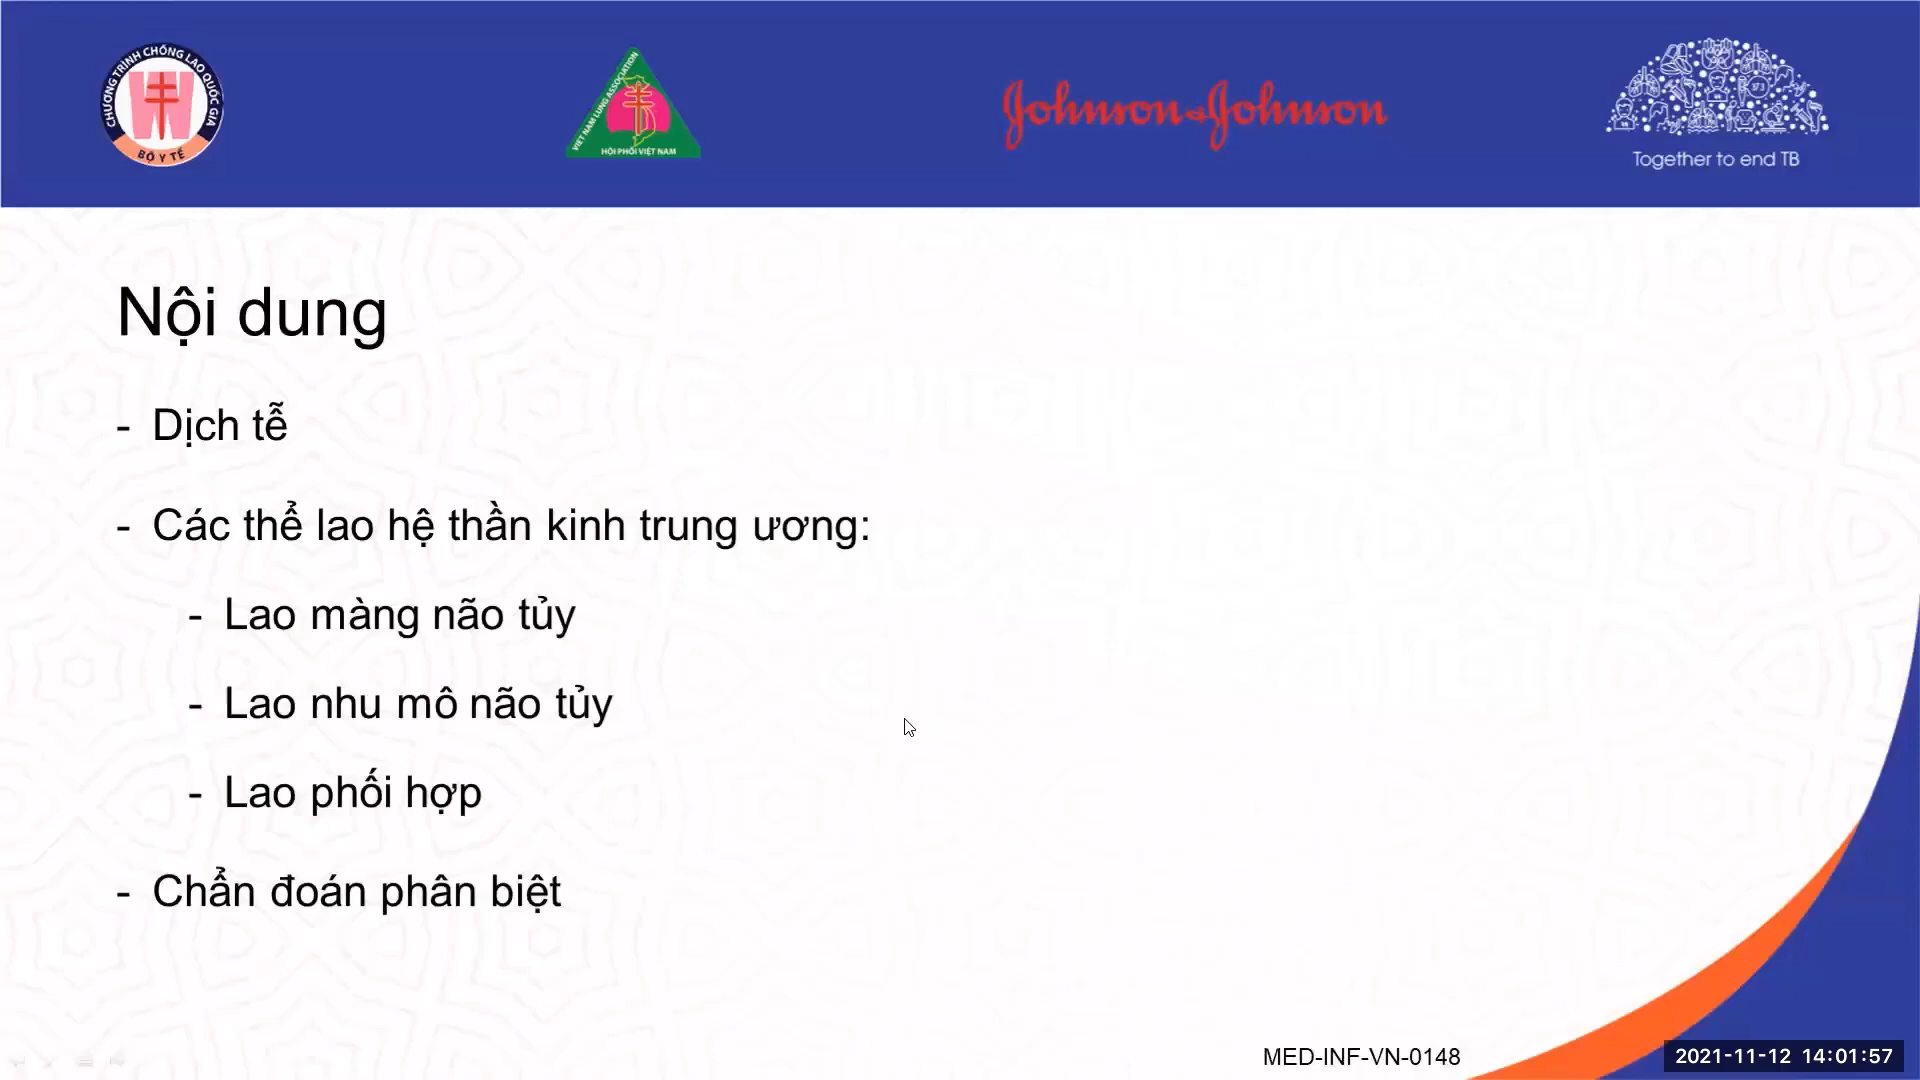 CHƯƠNG TRÌNH CHỐNG LAO QUỐC GIA
BỘ Y TẾ
VIET NAM LUNG ASSOCIATION
HỘI PHỔI VIỆT NAM
Johnson & Johnson
Together to end TB
Nội dung
- Dịch tễ
- Các thể lao hệ thần kinh trung ương:
- Lao màng não tủy
- Lao nhu mô não tủy
- Lao phối hợp
- Chẩn đoán phân biệt
MED-INF-VN-0148
2021-11-12 14:01:57